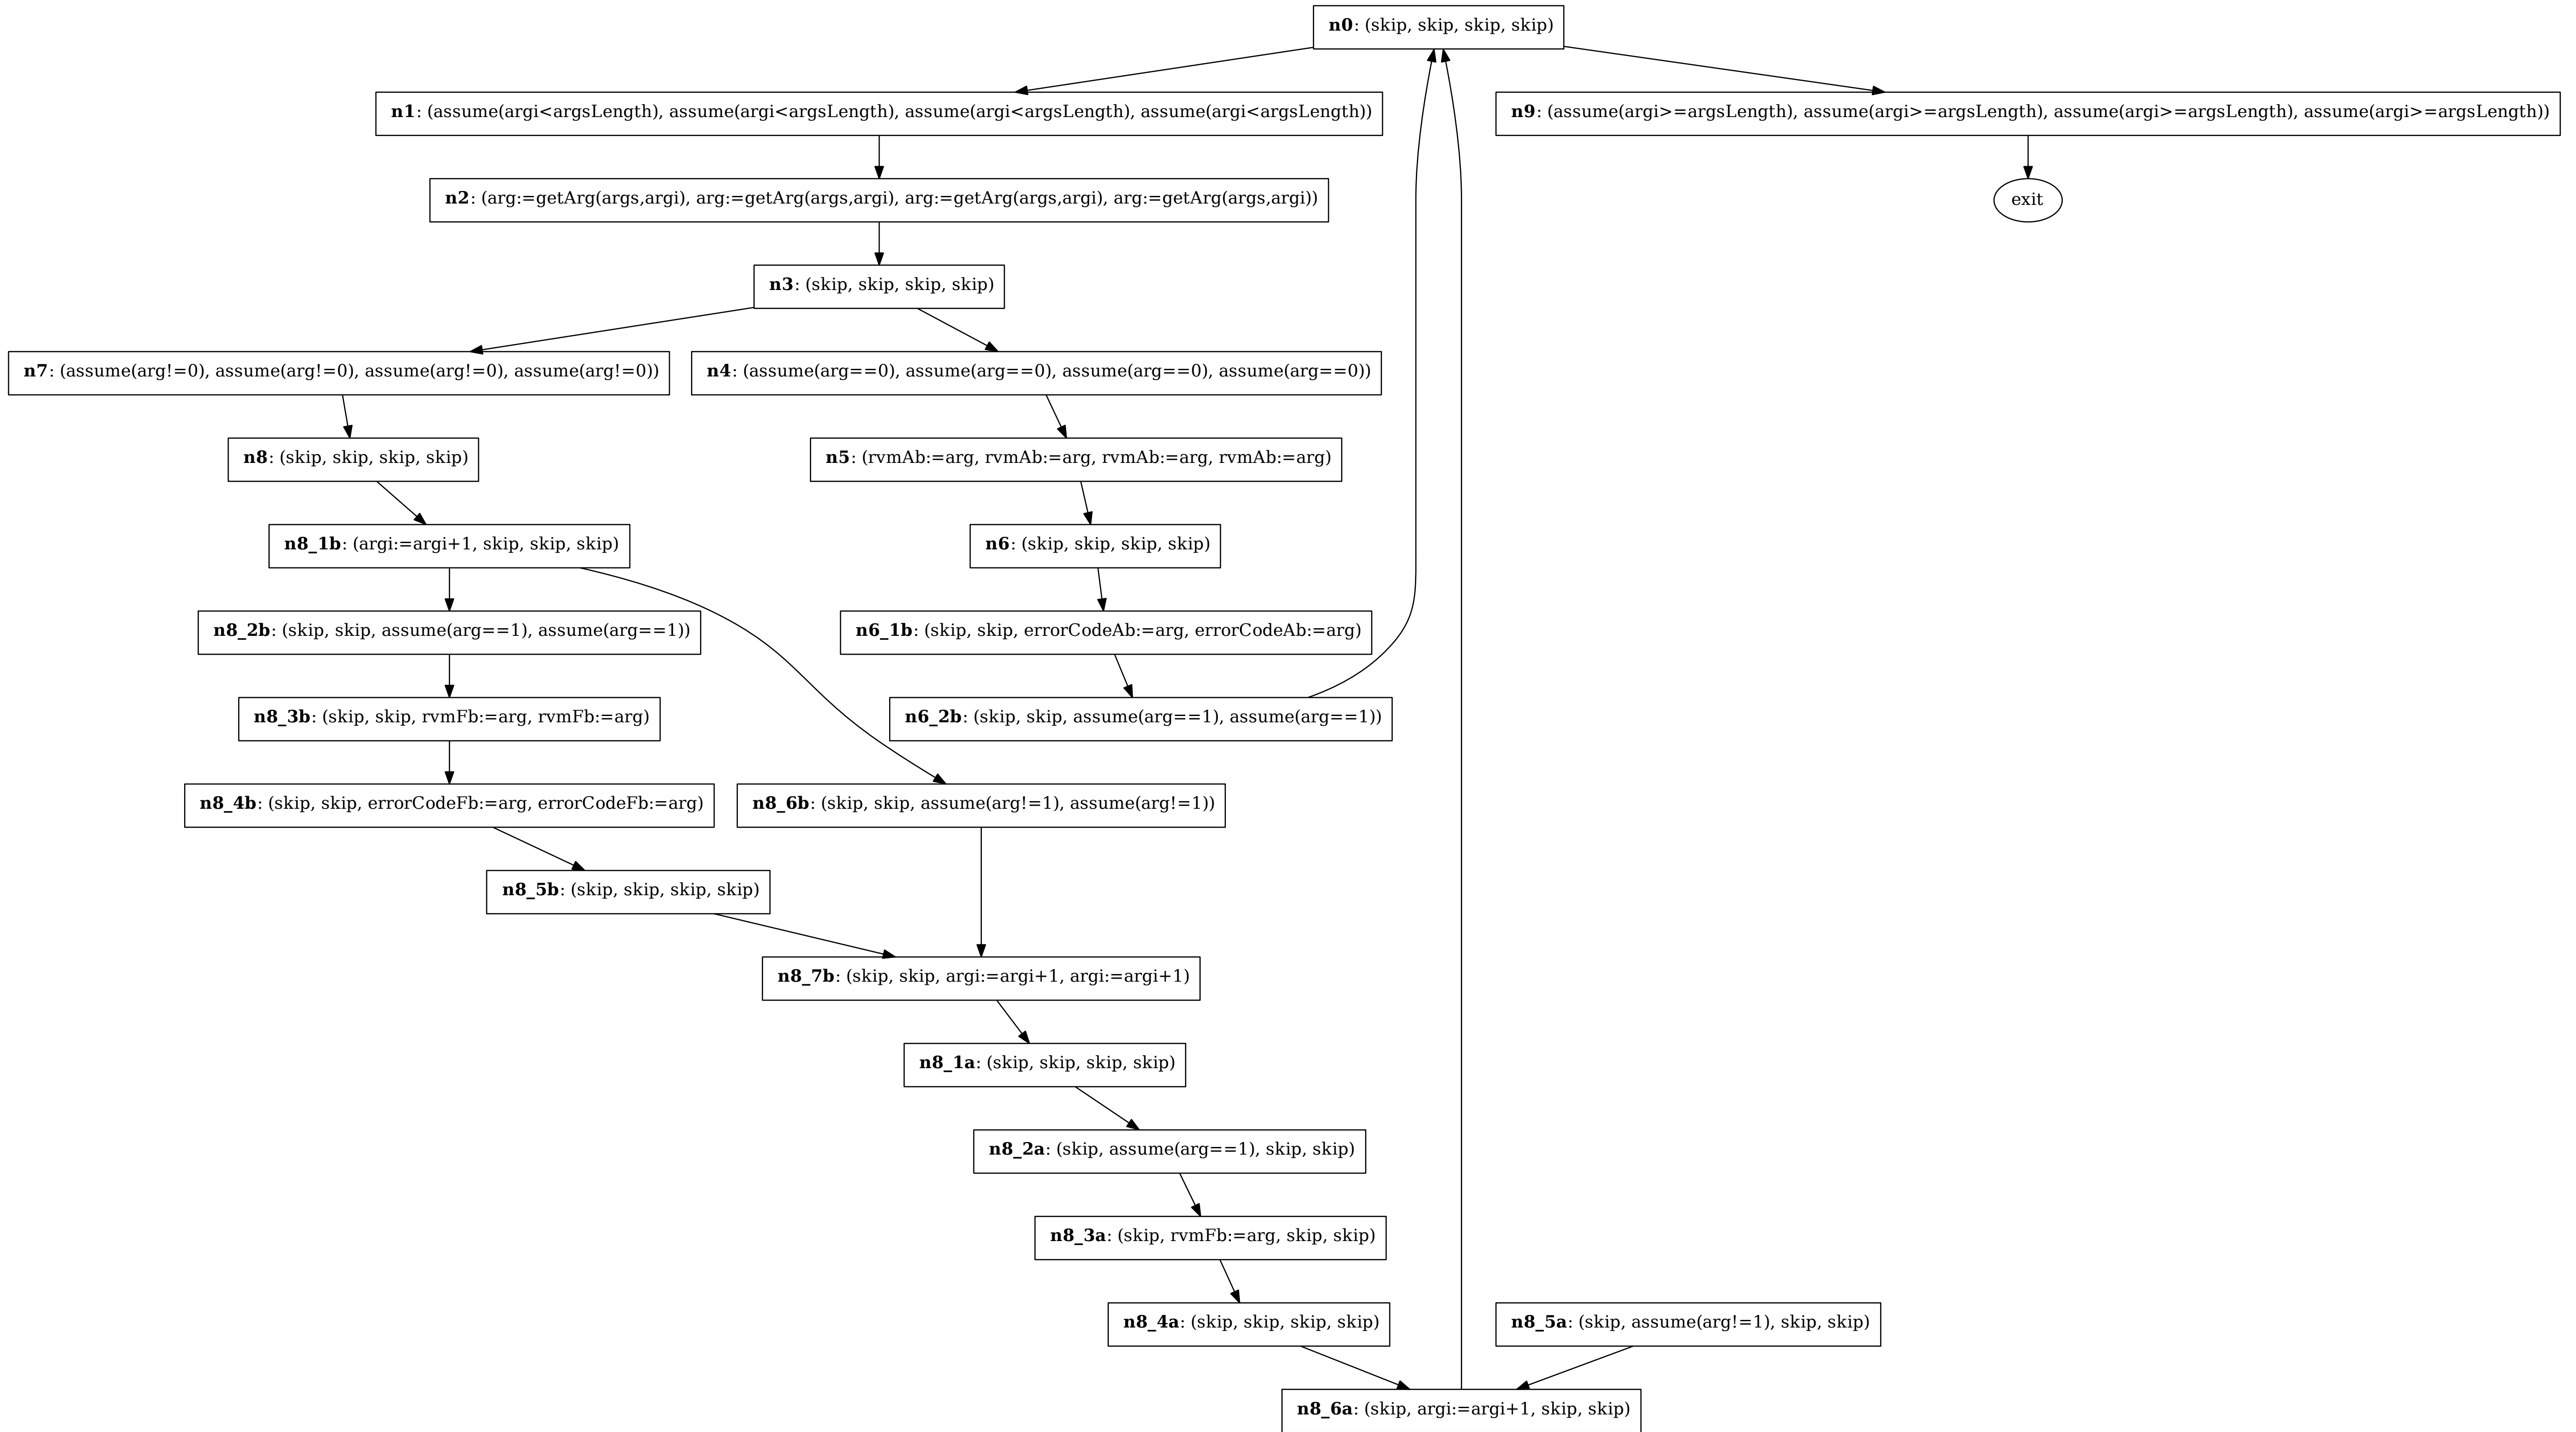 n0: (skip, skip, skip, skip)
n1: (assume(argi<argsLength), assume(argi<argsLength), assume(argi<argsLength), assume(argi<argsLength))
n9: (assume(argi>=argsLength), assume(argi>=argsLength), assume(argi>=argsLength), assume(argi>=argsLength))
n2: (arg:=getArg(args,argi), arg:=getArg(args,argi), arg:=getArg(args,argi), arg:=getArg(args,argi))
exit
n3: (skip, skip, skip, skip)
n7: (assume(arg!=0), assume(arg!=0), assume(arg!=0), assume(arg!=0))
n4: (assume(arg==0), assume(arg==0), assume(arg==0), assume(arg==0))
n8: (skip, skip, skip, skip)
n5: (rvmAb:=arg, rvmAb:=arg, rvmAb:=arg, rvmAb:=arg)
n8_1b: (argi:=argi+1, skip, skip, skip)
n6: (skip, skip, skip, skip)
n8_2b: (skip, skip, assume(arg==1), assume(arg==1))
n6_1b: (skip, skip, errorCodeAb:=arg, errorCodeAb:=arg)
n8_3b: (skip, skip, rvmFb:=arg, rvmFb:=arg)
n6_2b: (skip, skip, assume(arg==1), assume(arg==1))
n8_4b: (skip, skip, errorCodeFb:=arg, errorCodeFb:=arg)
n8_6b: (skip, skip, assume(arg!=1), assume(arg!=1))
n8_5b: (skip, skip, skip, skip)
n8_7b: (skip, skip, argi:=argi+1, argi:=argi+1)
n8_1a: (skip, skip, skip, skip)
n8_2a: (skip, assume(arg==1), skip, skip)
n8_3a: (skip, rvmFb:=arg, skip, skip)
n8_4a: (skip, skip, skip, skip)
n8_5a: (skip, assume(arg!=1), skip, skip)
n8_6a: (skip, argi:=argi+1, skip, skip)